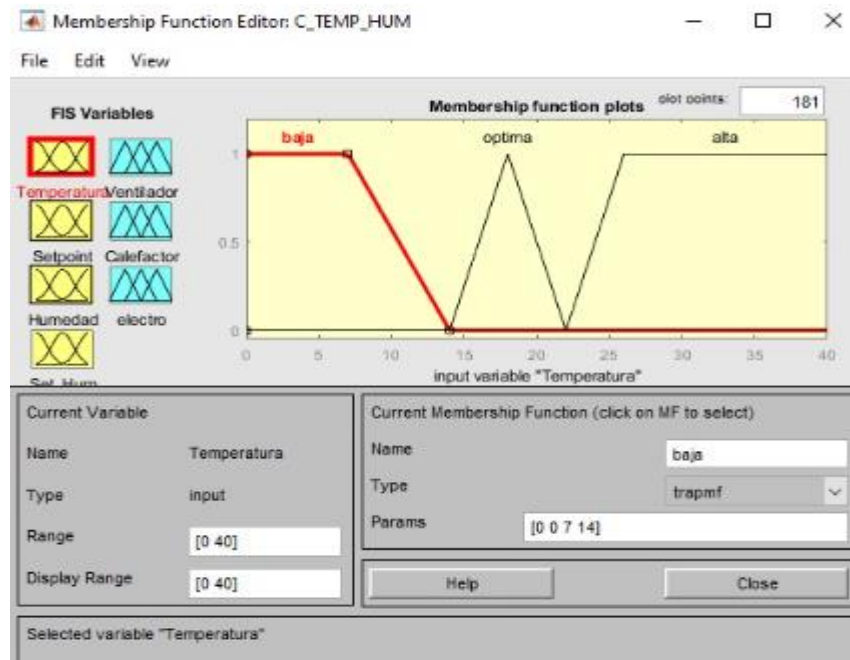 Membership Function Editor: C_TEMP_HUM
File Edit View
FIS Variables
Membership function plots
plot points:
181
baja
optima
alta
1
0.5
0
0 5 10 15 20 25 30 35 40
input variable "Temperatura"
Temperatura
Ventilador
Setpoint
Calefactor
Humedad
electro
Set_Hum
Current Variable
Name Temperatura
Type input
Range [0 40]
Display Range [0 40]
Current Membership Function (click on MF to select)
Name baja
Type trapmf
Params [0 0 7 14]
Help Close
Selected variable "Temperatura"